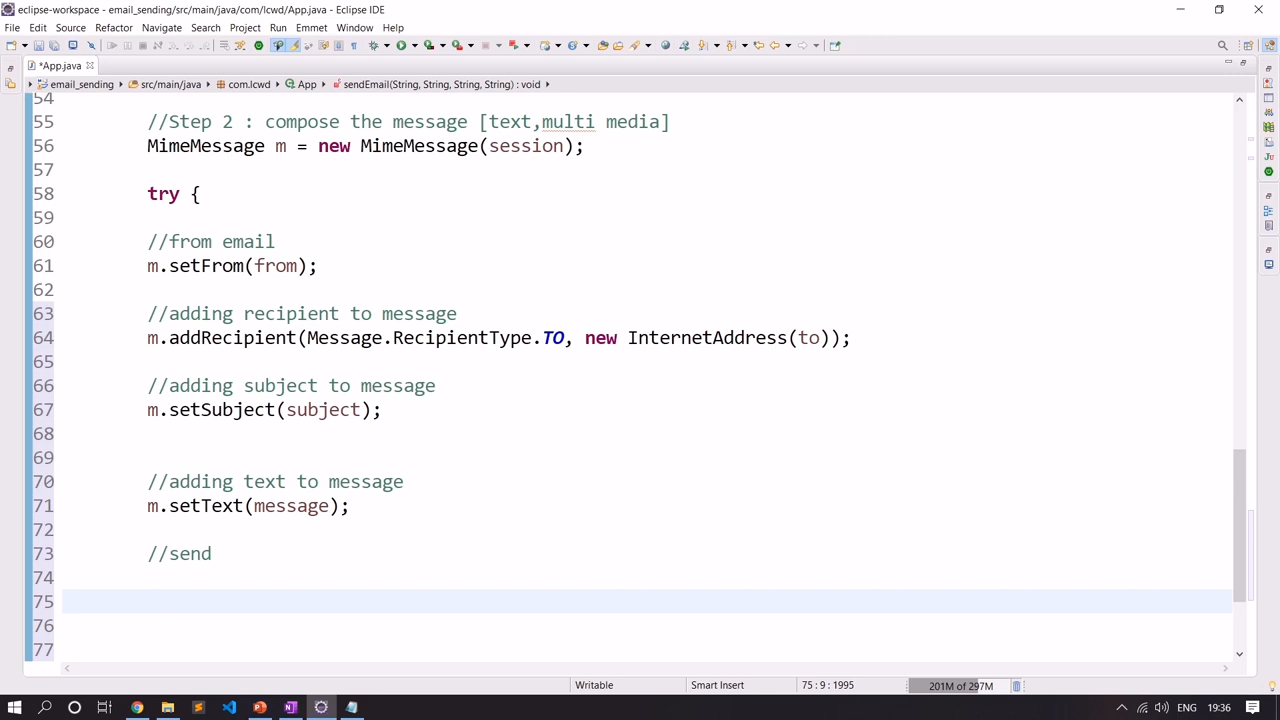 eclipse-workspace - email_sending/src/main/java/com/lcwd/App.java - Eclipse IDE
File Edit Source Refactor Navigate Search Project Run Emmet Window Help
*App.java
email_sending src/main/java com.lcwd App sendEmail(String, String, String, String) : void
54
55 //Step 2 : compose the message [text,multi media]
56 MimeMessage m = new MimeMessage(session);
57
58 try {
59
60 //from email
61 m.setFrom(from);
62
63 //adding recipient to message
64 m.addRecipient(Message.RecipientType.TO, new InternetAddress(to));
65
66 //adding subject to message
67 m.setSubject(subject);
68
69
70 //adding text to message
71 m.setText(message);
72
73 //send
74
75
76
77
Writable Smart Insert 75 : 9 : 1995 201M of 297M
ENG 19:36